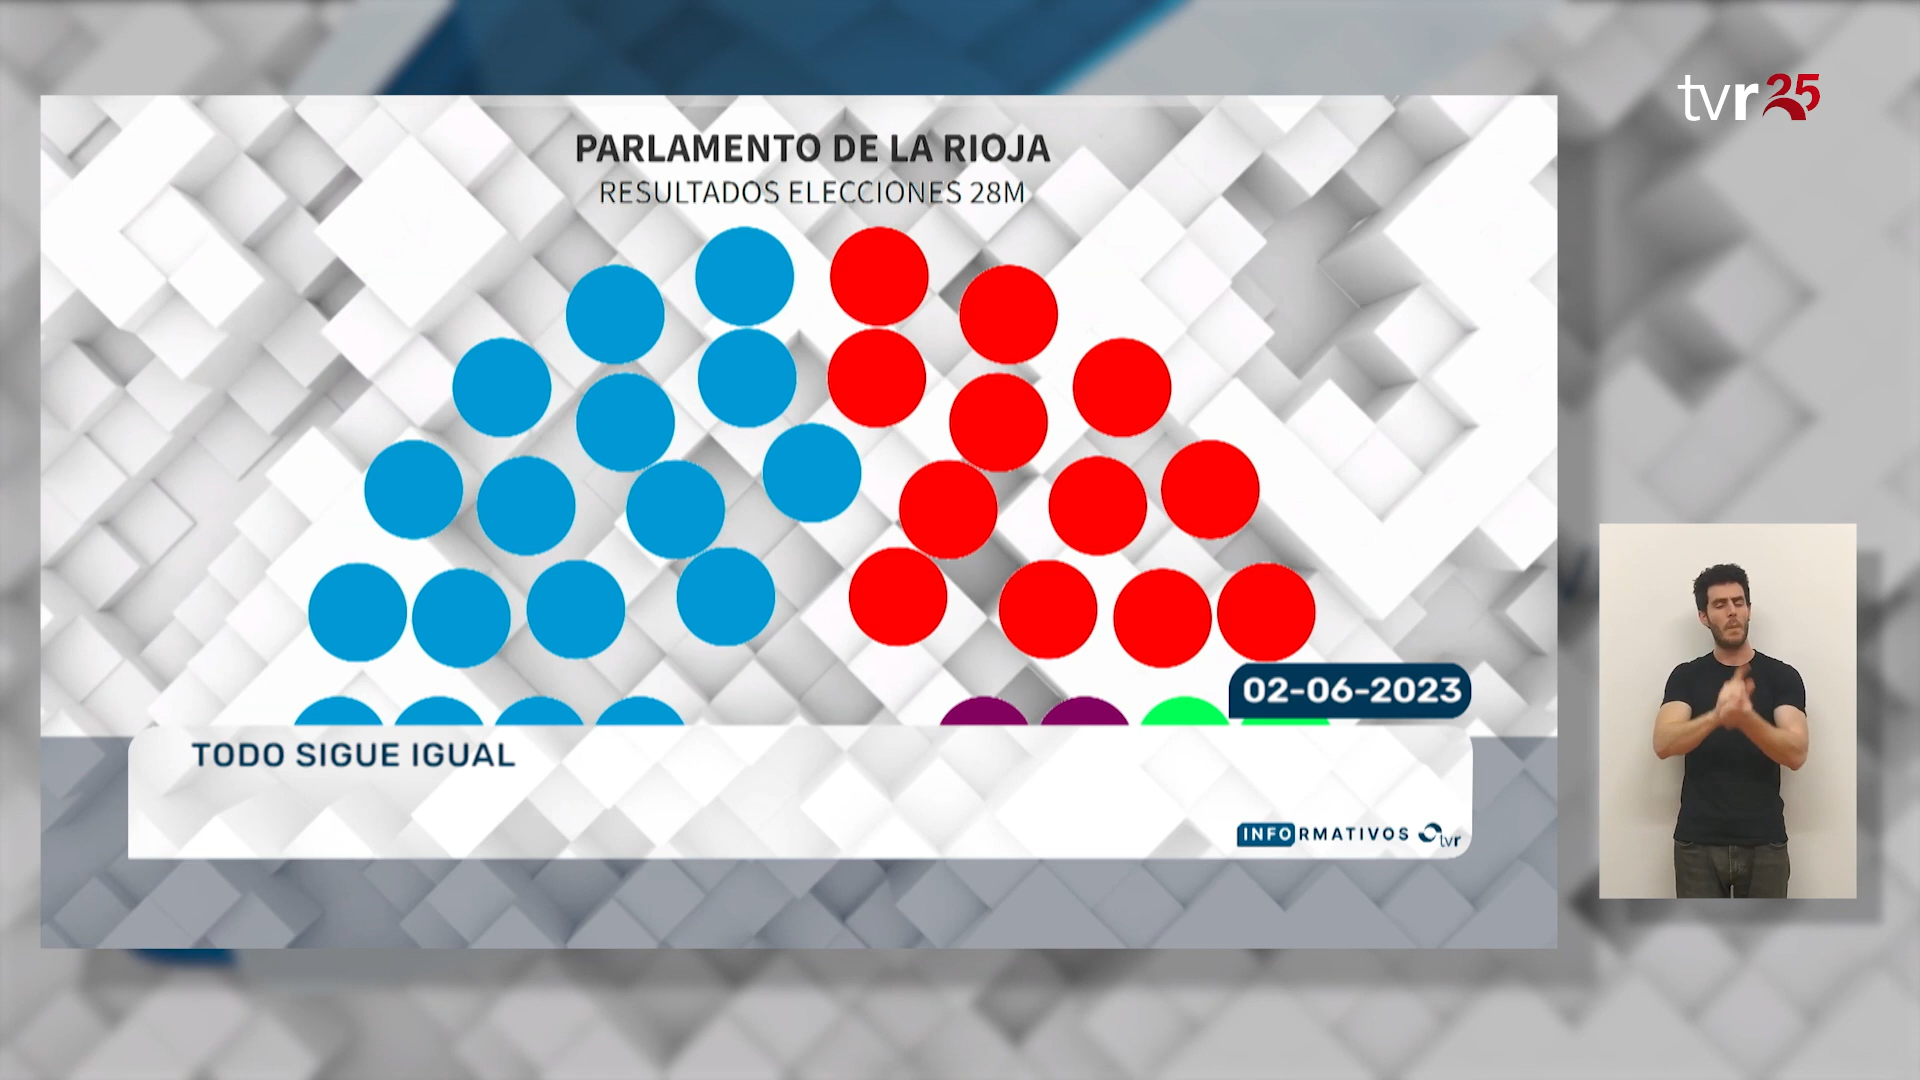 tvr25
PARLAMENTO DE LA RIOJA
RESULTADOS ELECCIONES 28M
02-06-2023
TODO SIGUE IGUAL
INFORMATIVOS tvr